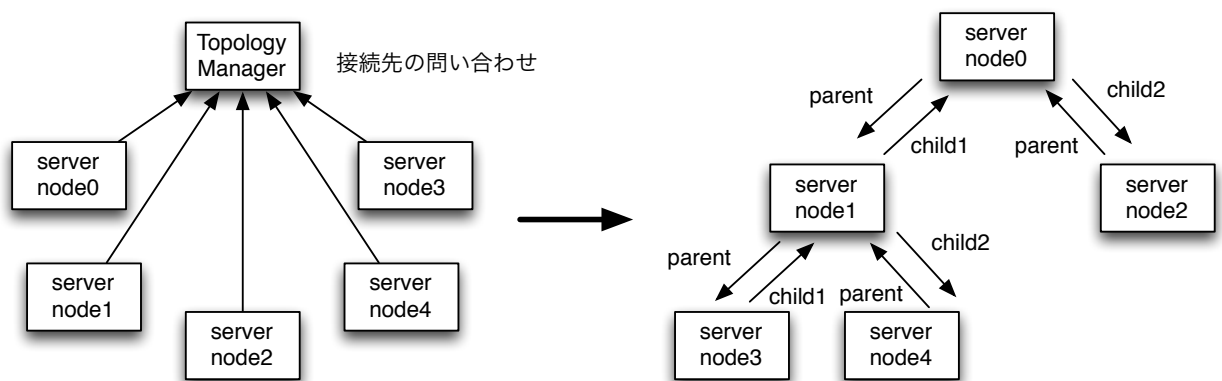 Topology
Manager
接続先の問い合わせ
server
node0
server
node3
server
node1
server
node4
server
node2
server
node0
parent
child2
child1
parent
server
node1
server
node2
parent
child2
child1
parent
server
node3
server
node4